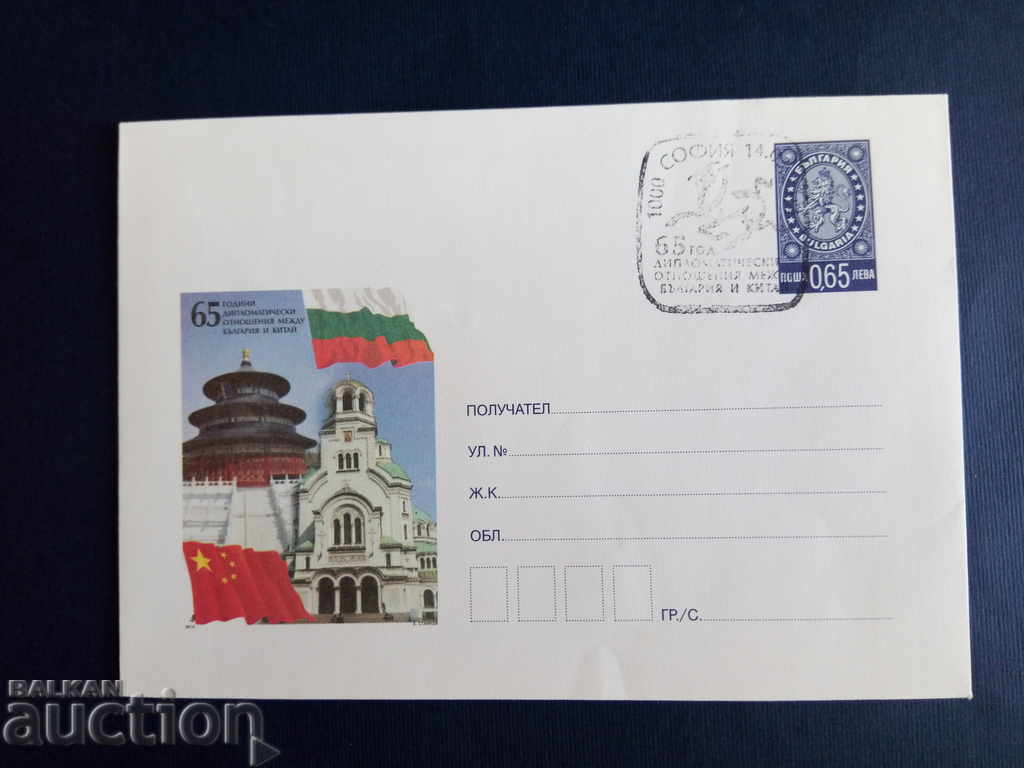 1000 СОФИЯ 14.
65 ГОД.
ДИПЛОМАТИЧЕСКИ
ОТНОШЕНИЯ МЕЖ
БЪЛГАРИЯ И КИТАЙ
БЪЛГАРИЯ
BULGARIA
ПОЩА 0,65 ЛЕВА
65 ГОДИНИ
ДИПЛОМАТИЧЕСКИ
ОТНОШЕНИЯ МЕЖДУ
БЪЛГАРИЯ И КИТАЙ
ПОЛУЧАТЕЛ
УЛ. №
Ж.К.
ОБЛ.
ГР./С.
BALKAN
auction